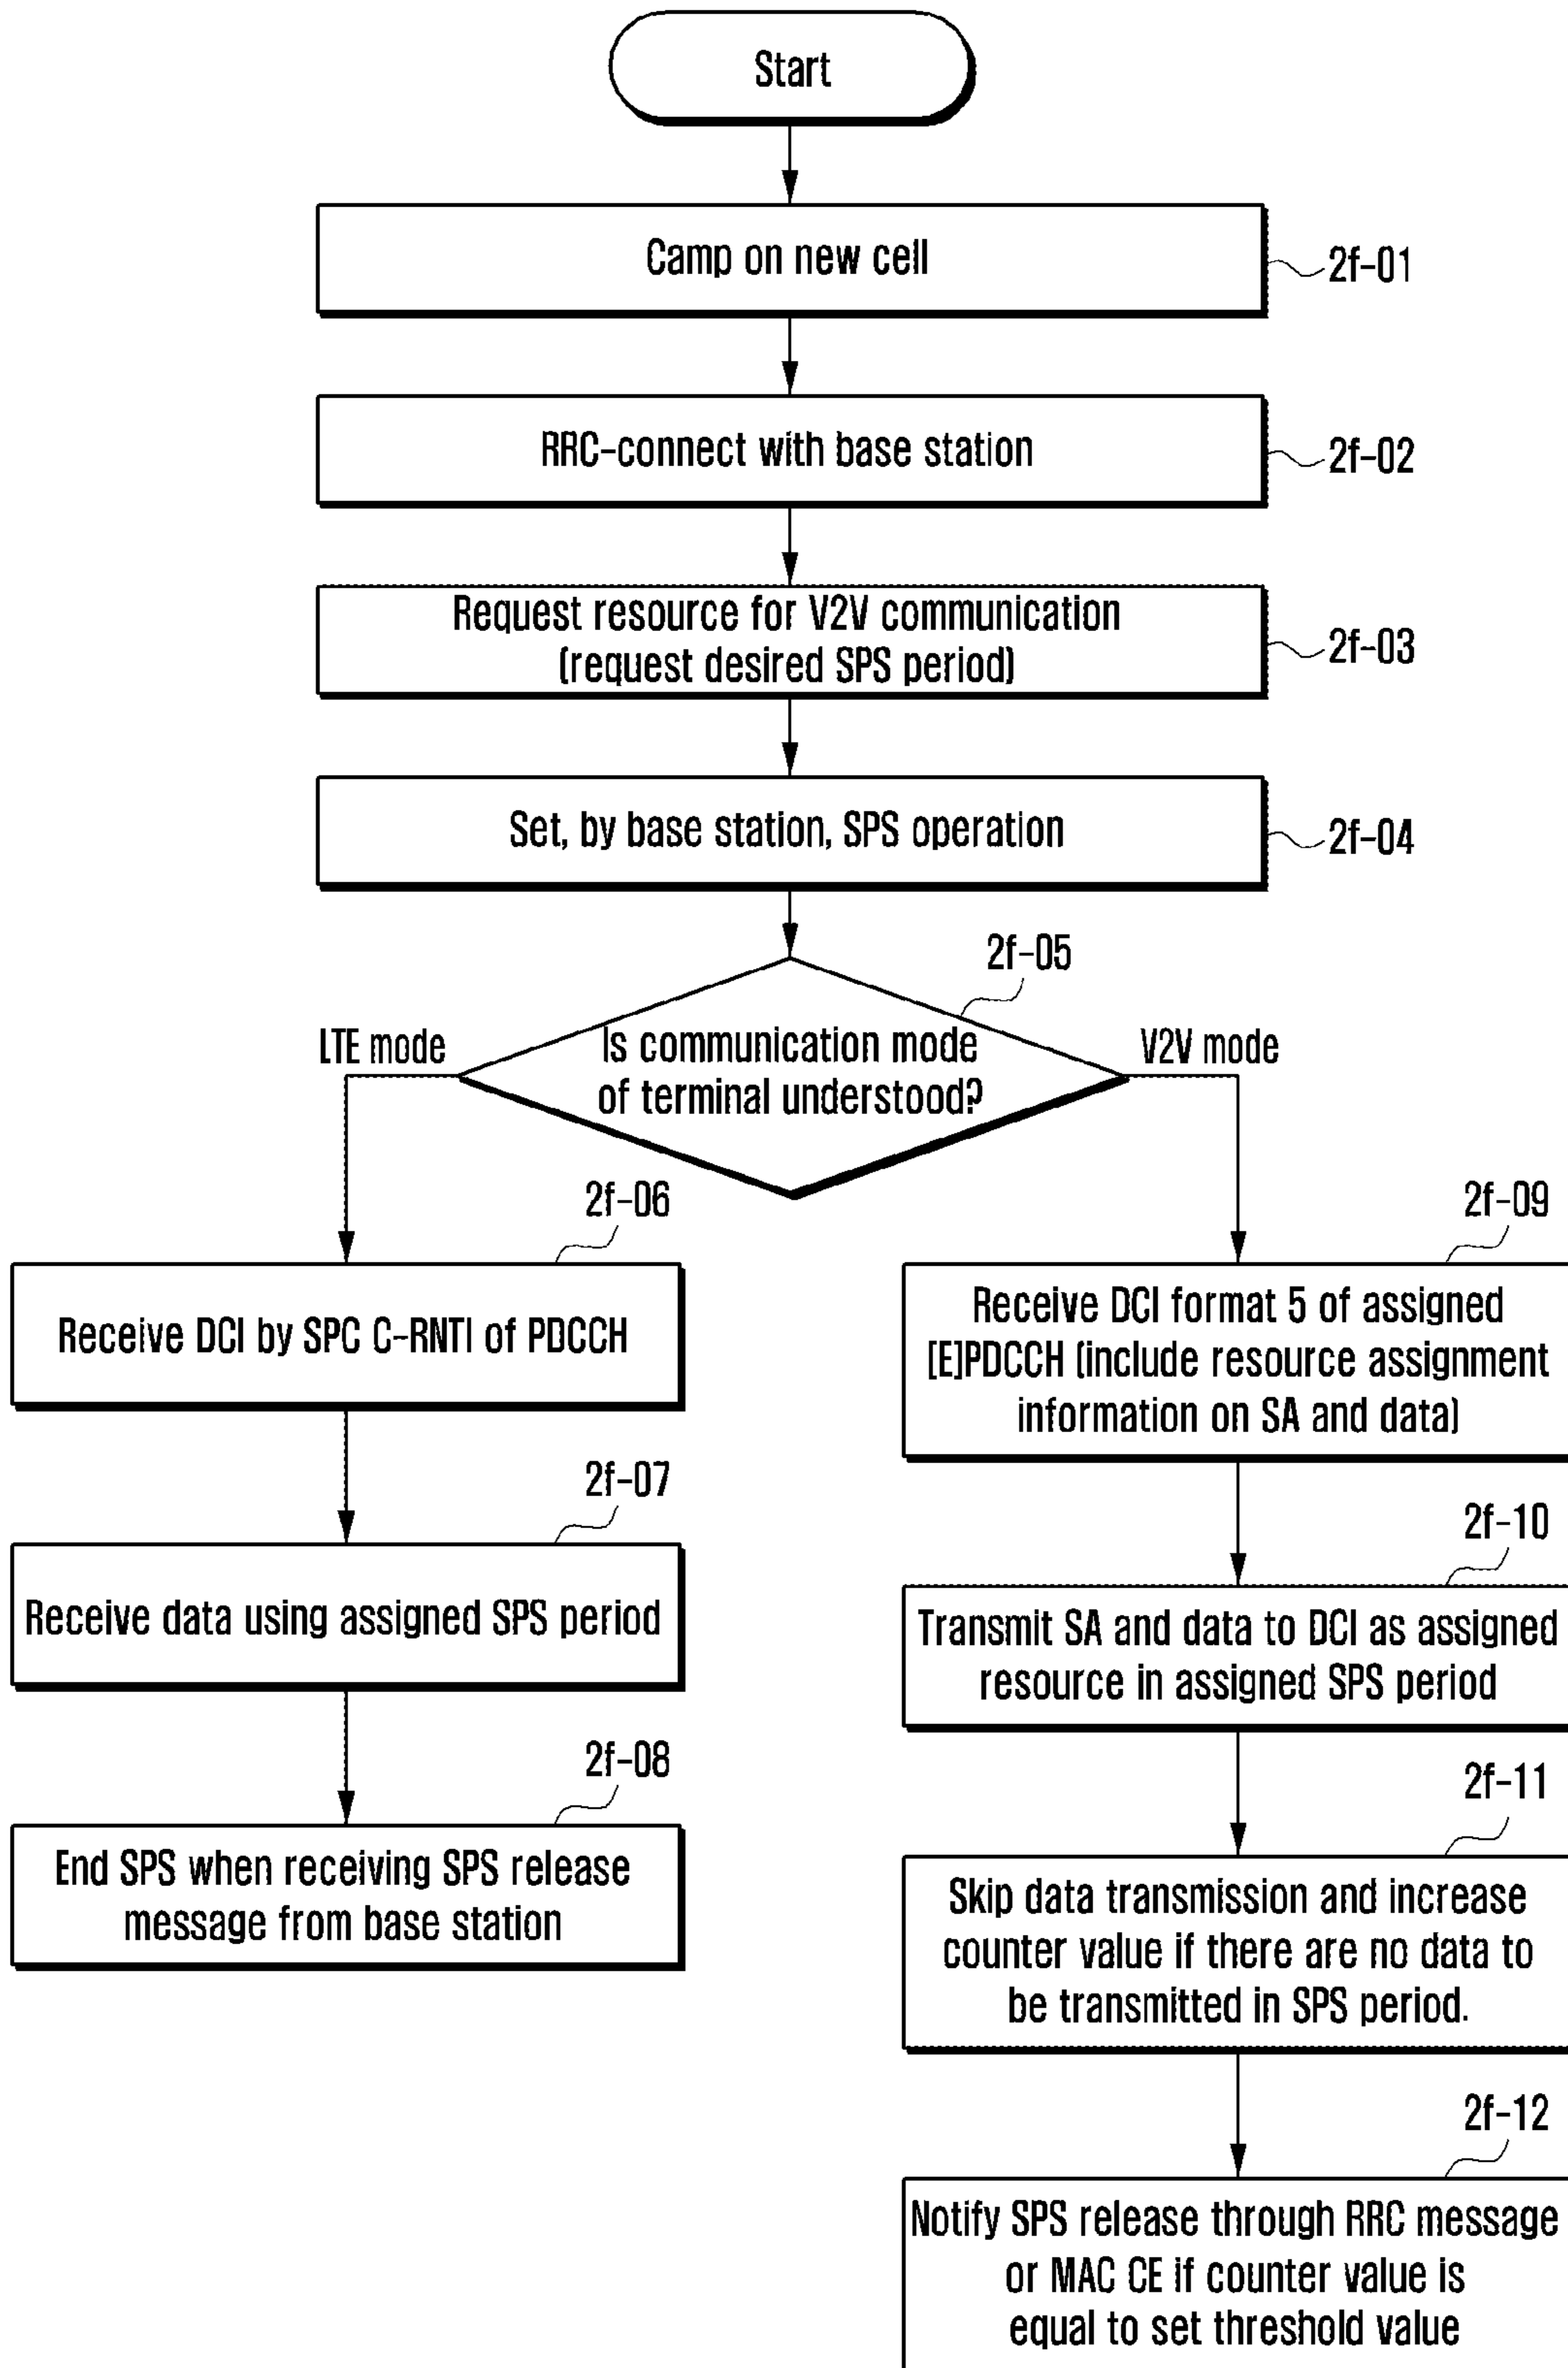 Start
Camp on new cell
2f-01
RRC-connect with base station
2f-02
Request resource for V2V communication
(request desired SPS period)
2f-03
Set, by base station, SPS operation
2f-04
2f-05
LTE mode
Is communication mode
of terminal understood?
V2V mode
2f-06
Receive DCI by SPC C-RNTI of PDCCH
2f-07
Receive data using assigned SPS period
2f-08
End SPS when receiving SPS release
message from base station
2f-09
Receive DCI format 5 of assigned
[E]PDCCH (include resource assignment
information on SA and data)
2f-10
Transmit SA and data to DCI as assigned
resource in assigned SPS period
2f-11
Skip data transmission and increase
counter value if there are no data to
be transmitted in SPS period.
2f-12
Notify SPS release through RRC message
or MAC CE if counter value is
equal to set threshold value